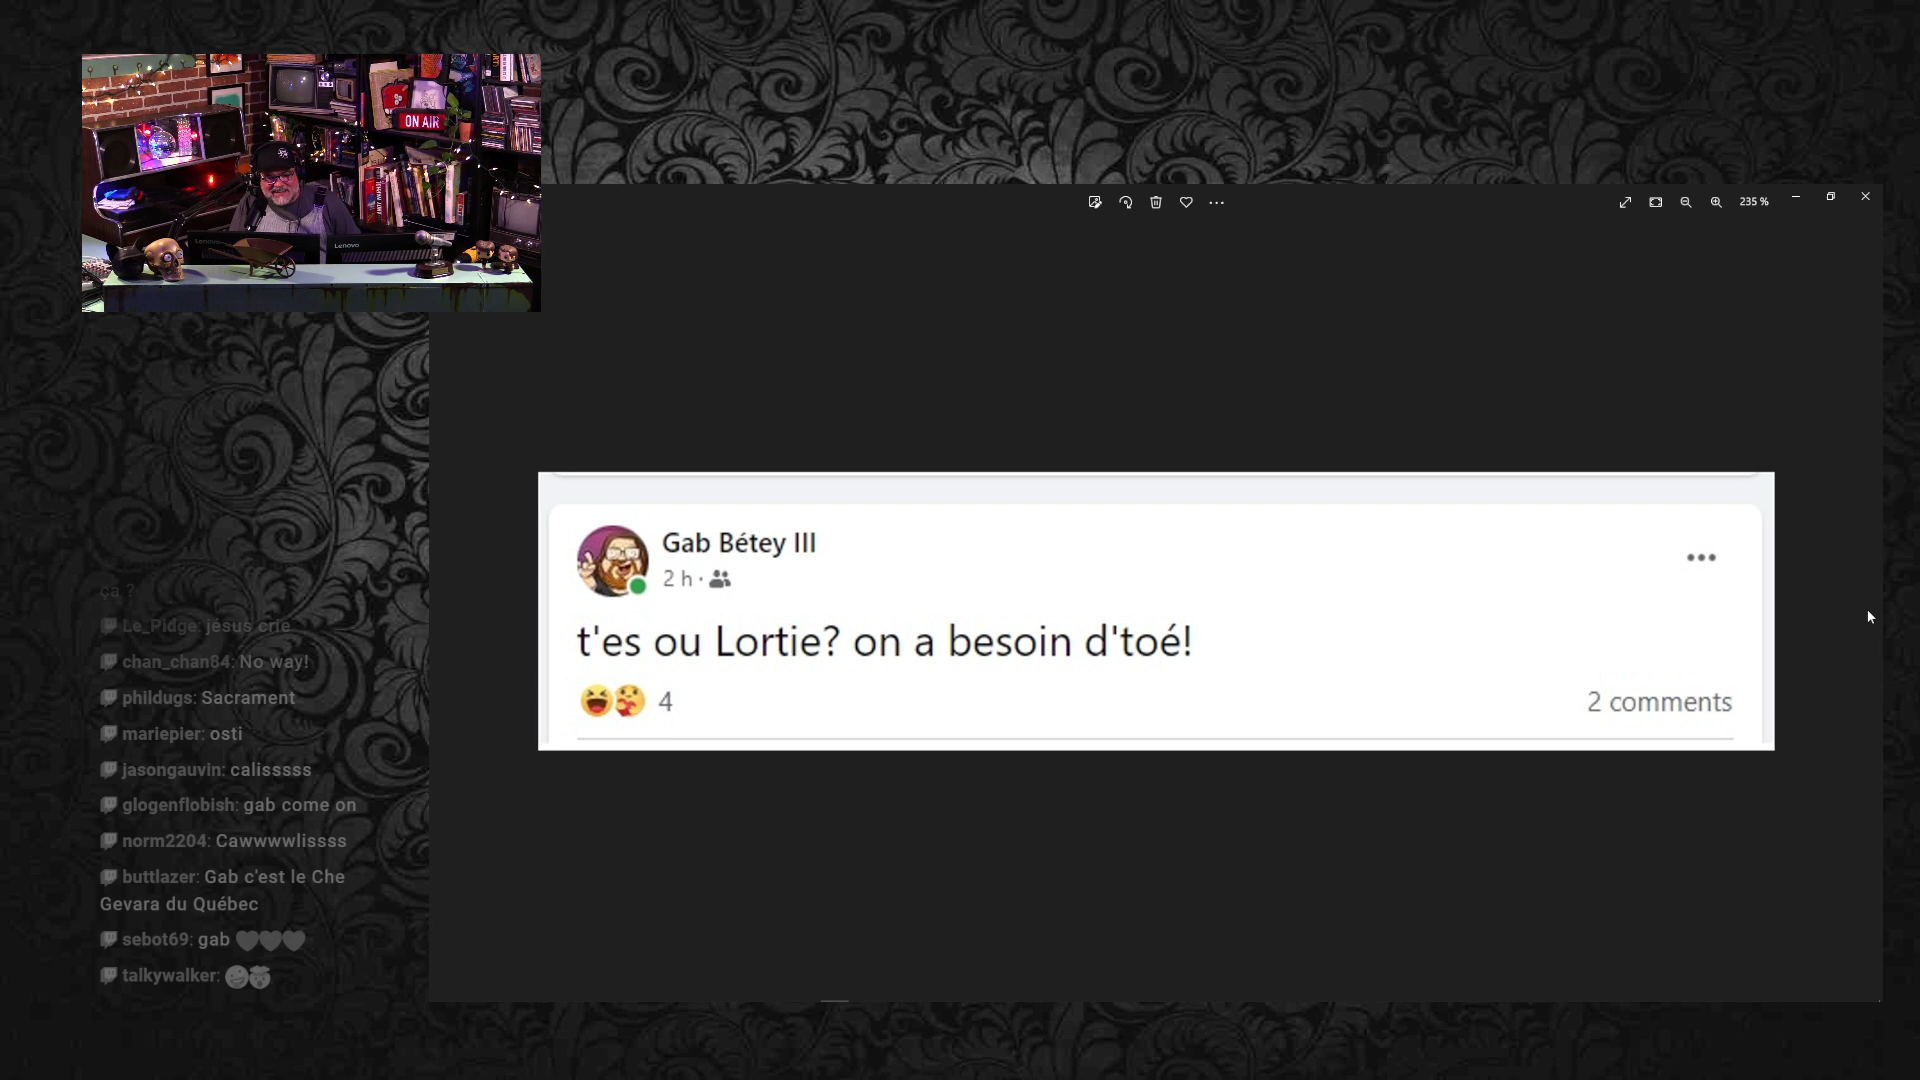 ON AIR
Lenovo
Lenovo
235 %
Gab Bétey III
2 h ·
t'es ou Lortie? on a besoin d'toé!
4
2 comments
ça ?
Le_Pidge: jésus crie
chan_chan84: No way!
phildugs: Sacrament
mariepier: osti
jasongauvin: calisssss
glogenflobish: gab come on
norm2204: Cawwwwlissss
buttlazer: Gab c'est le Che
Gevara du Québec
sebot69: gab 🖤🖤🖤
talkywalker: